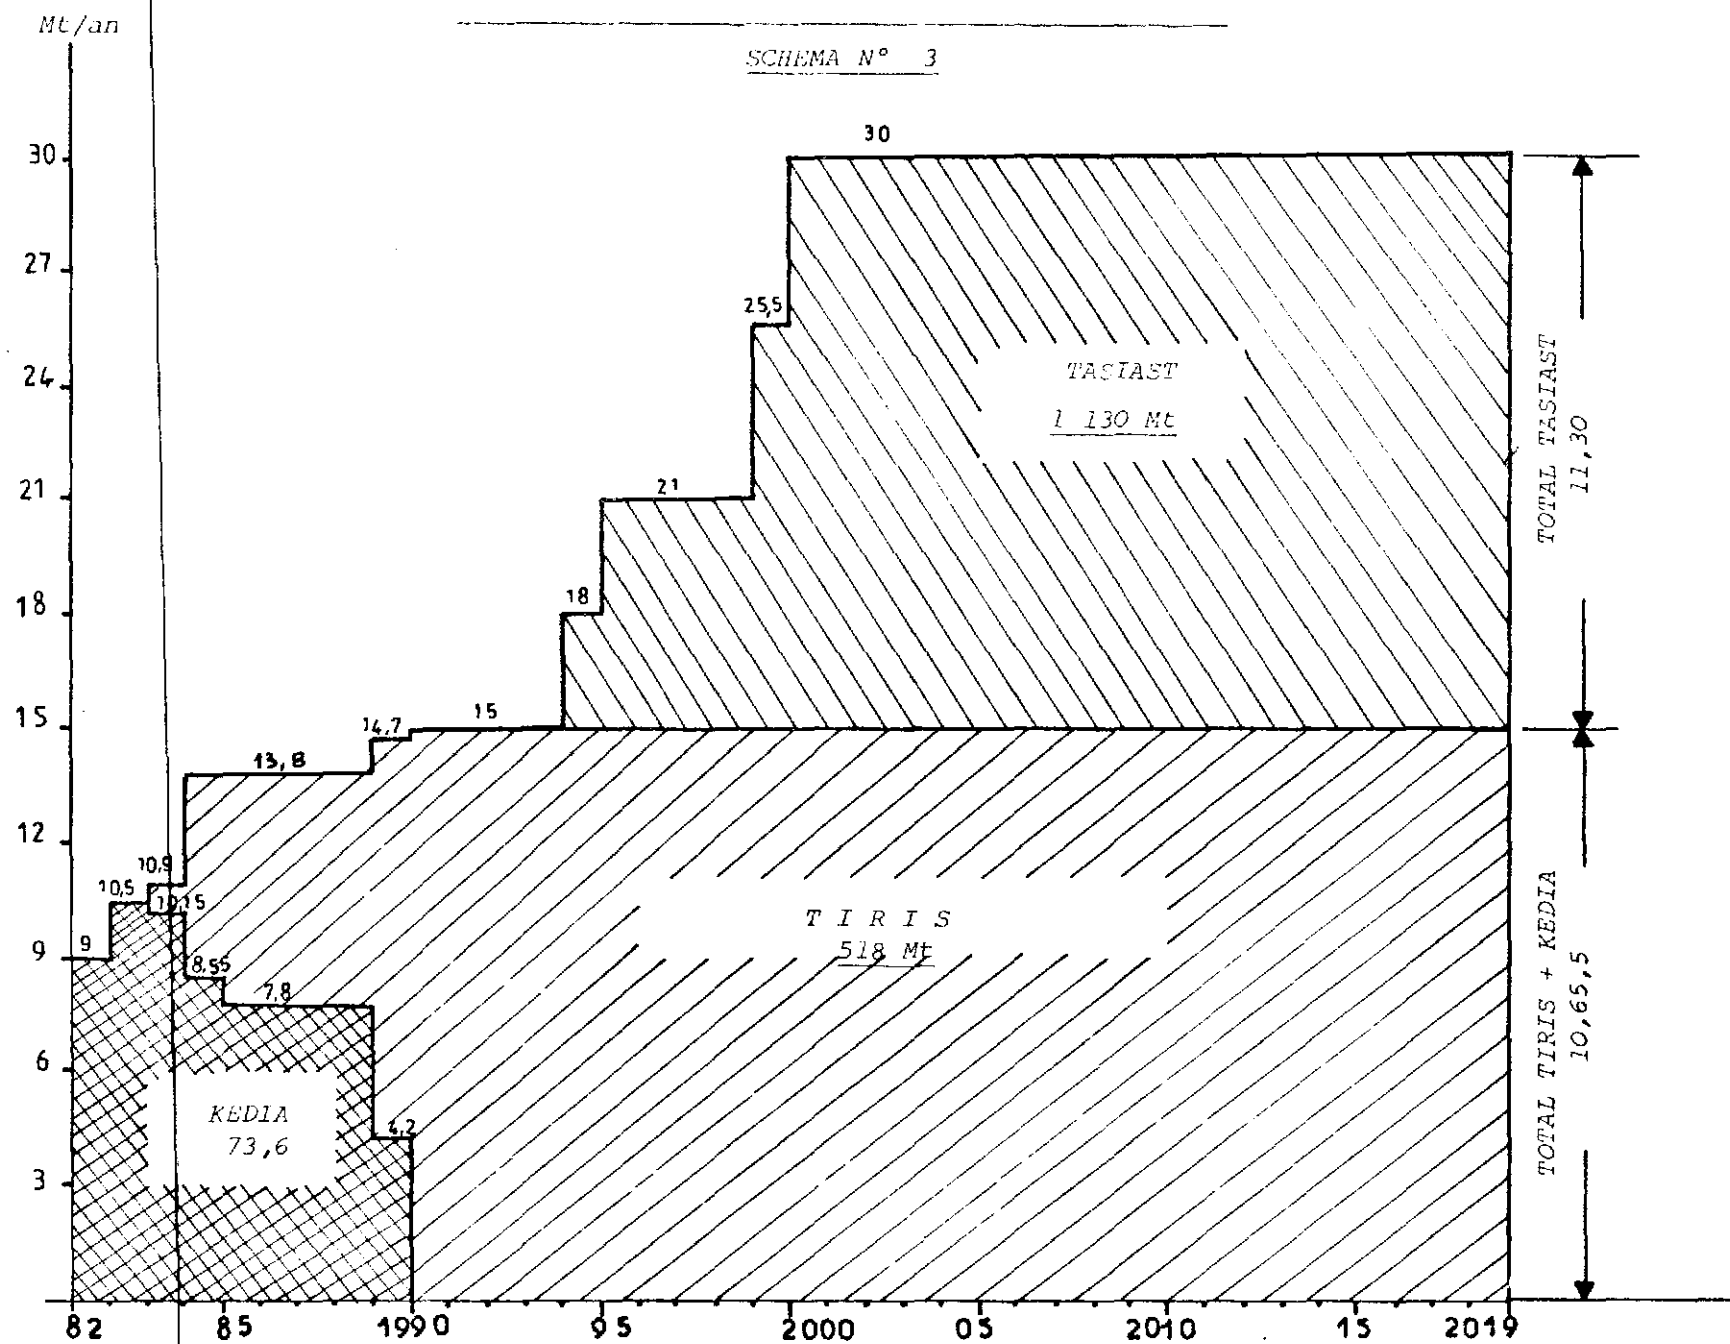 Mt/an
SCHEMA N° 3
30
30
27
25,5
24
TASIAST
1 130 Mt
21
21
18
18
15
15
14,7
13,8
12
10,9
10,5
10,15
9
9
8,55
7,8
6
4,2
3
T I R I S
518 Mt
KEDIA
73,6
TOTAL TASIAST
11,30
TOTAL TIRIS + KEDIA
10,65,5
82 85 1990 95 2000 05 2010 15 2019